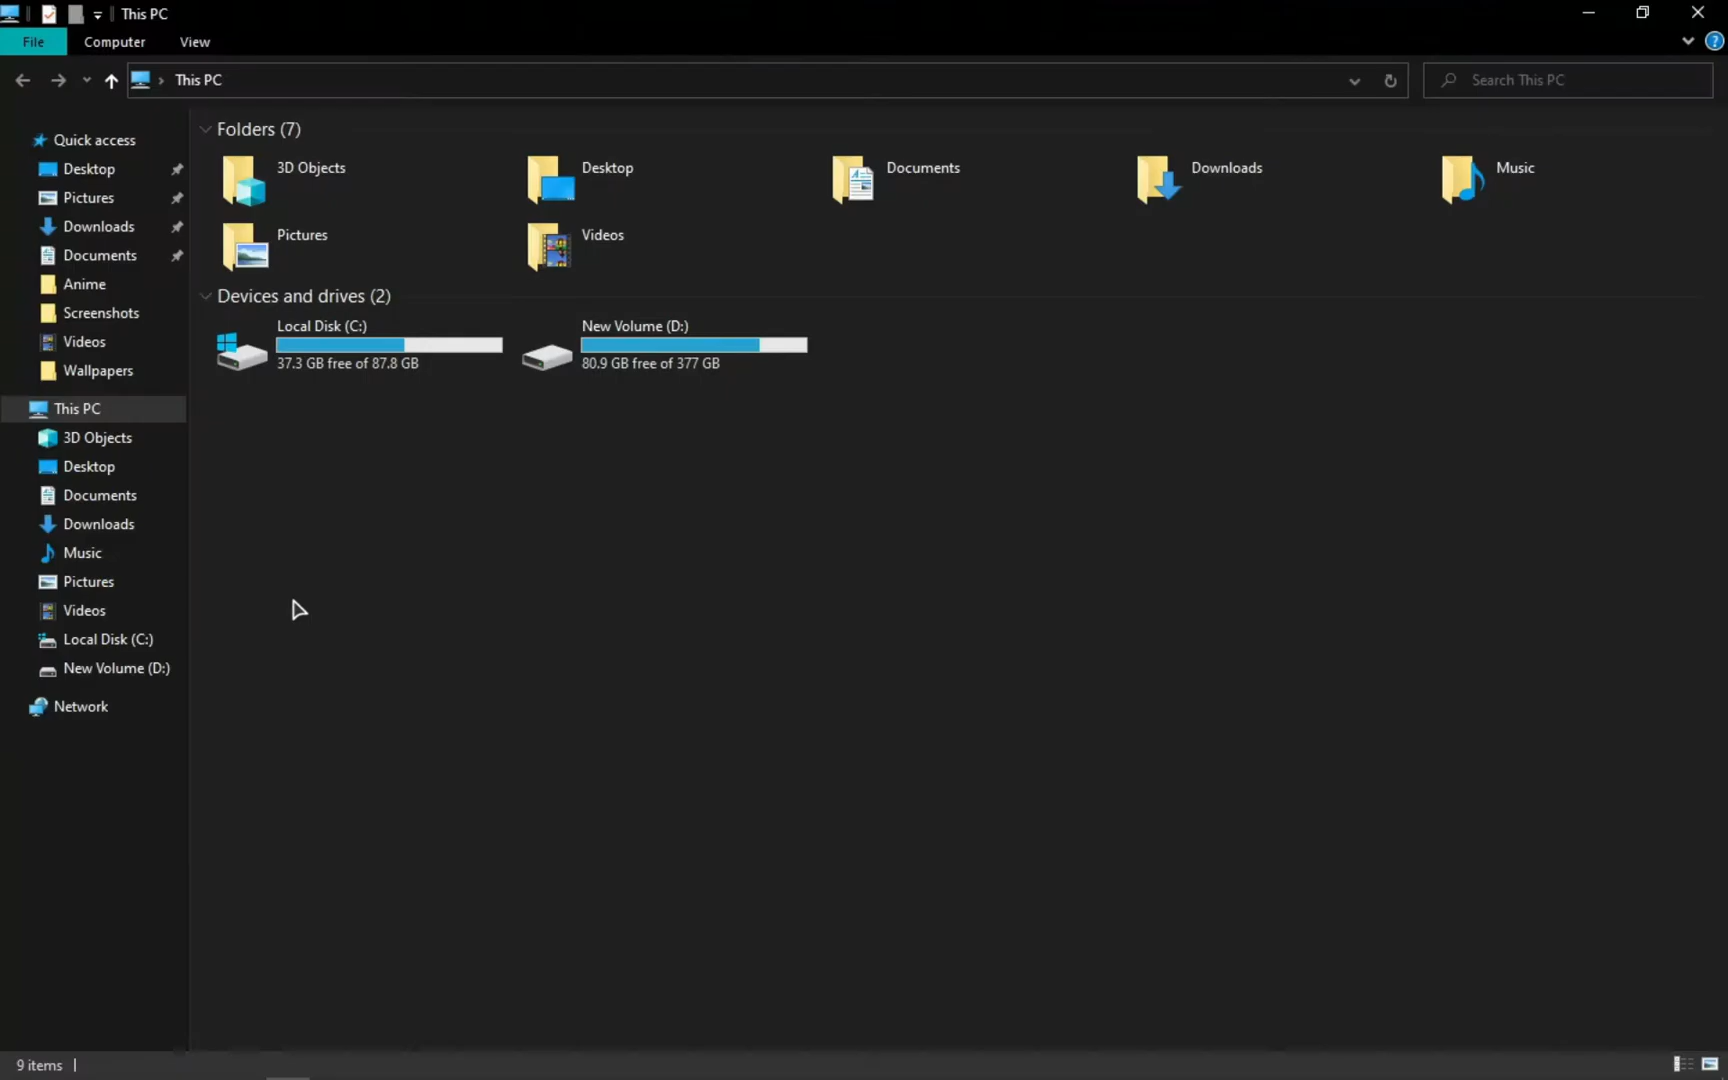 This PC
File Computer View
This PC
Search This PC
Quick access
Desktop
Pictures
Downloads
Documents
Anime
Screenshots
Videos
Wallpapers
This PC
3D Objects
Desktop
Documents
Downloads
Music
Pictures
Videos
Local Disk (C:)
New Volume (D:)
Network
Folders (7)
3D Objects
Desktop
Documents
Downloads
Music
Pictures
Videos
Devices and drives (2)
Local Disk (C:)
37.3 GB free of 87.8 GB
New Volume (D:)
80.9 GB free of 377 GB
9 items